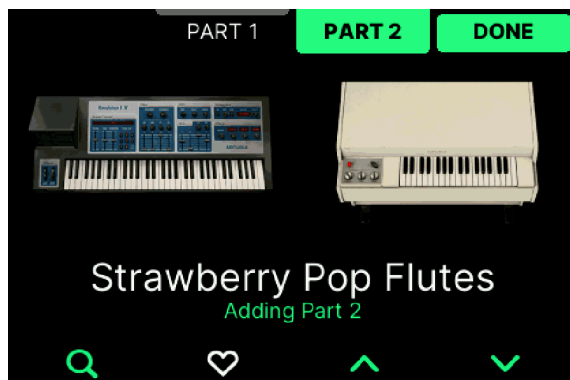 PART 1
PART 2
DONE
Strawberry Pop Flutes
Adding Part 2